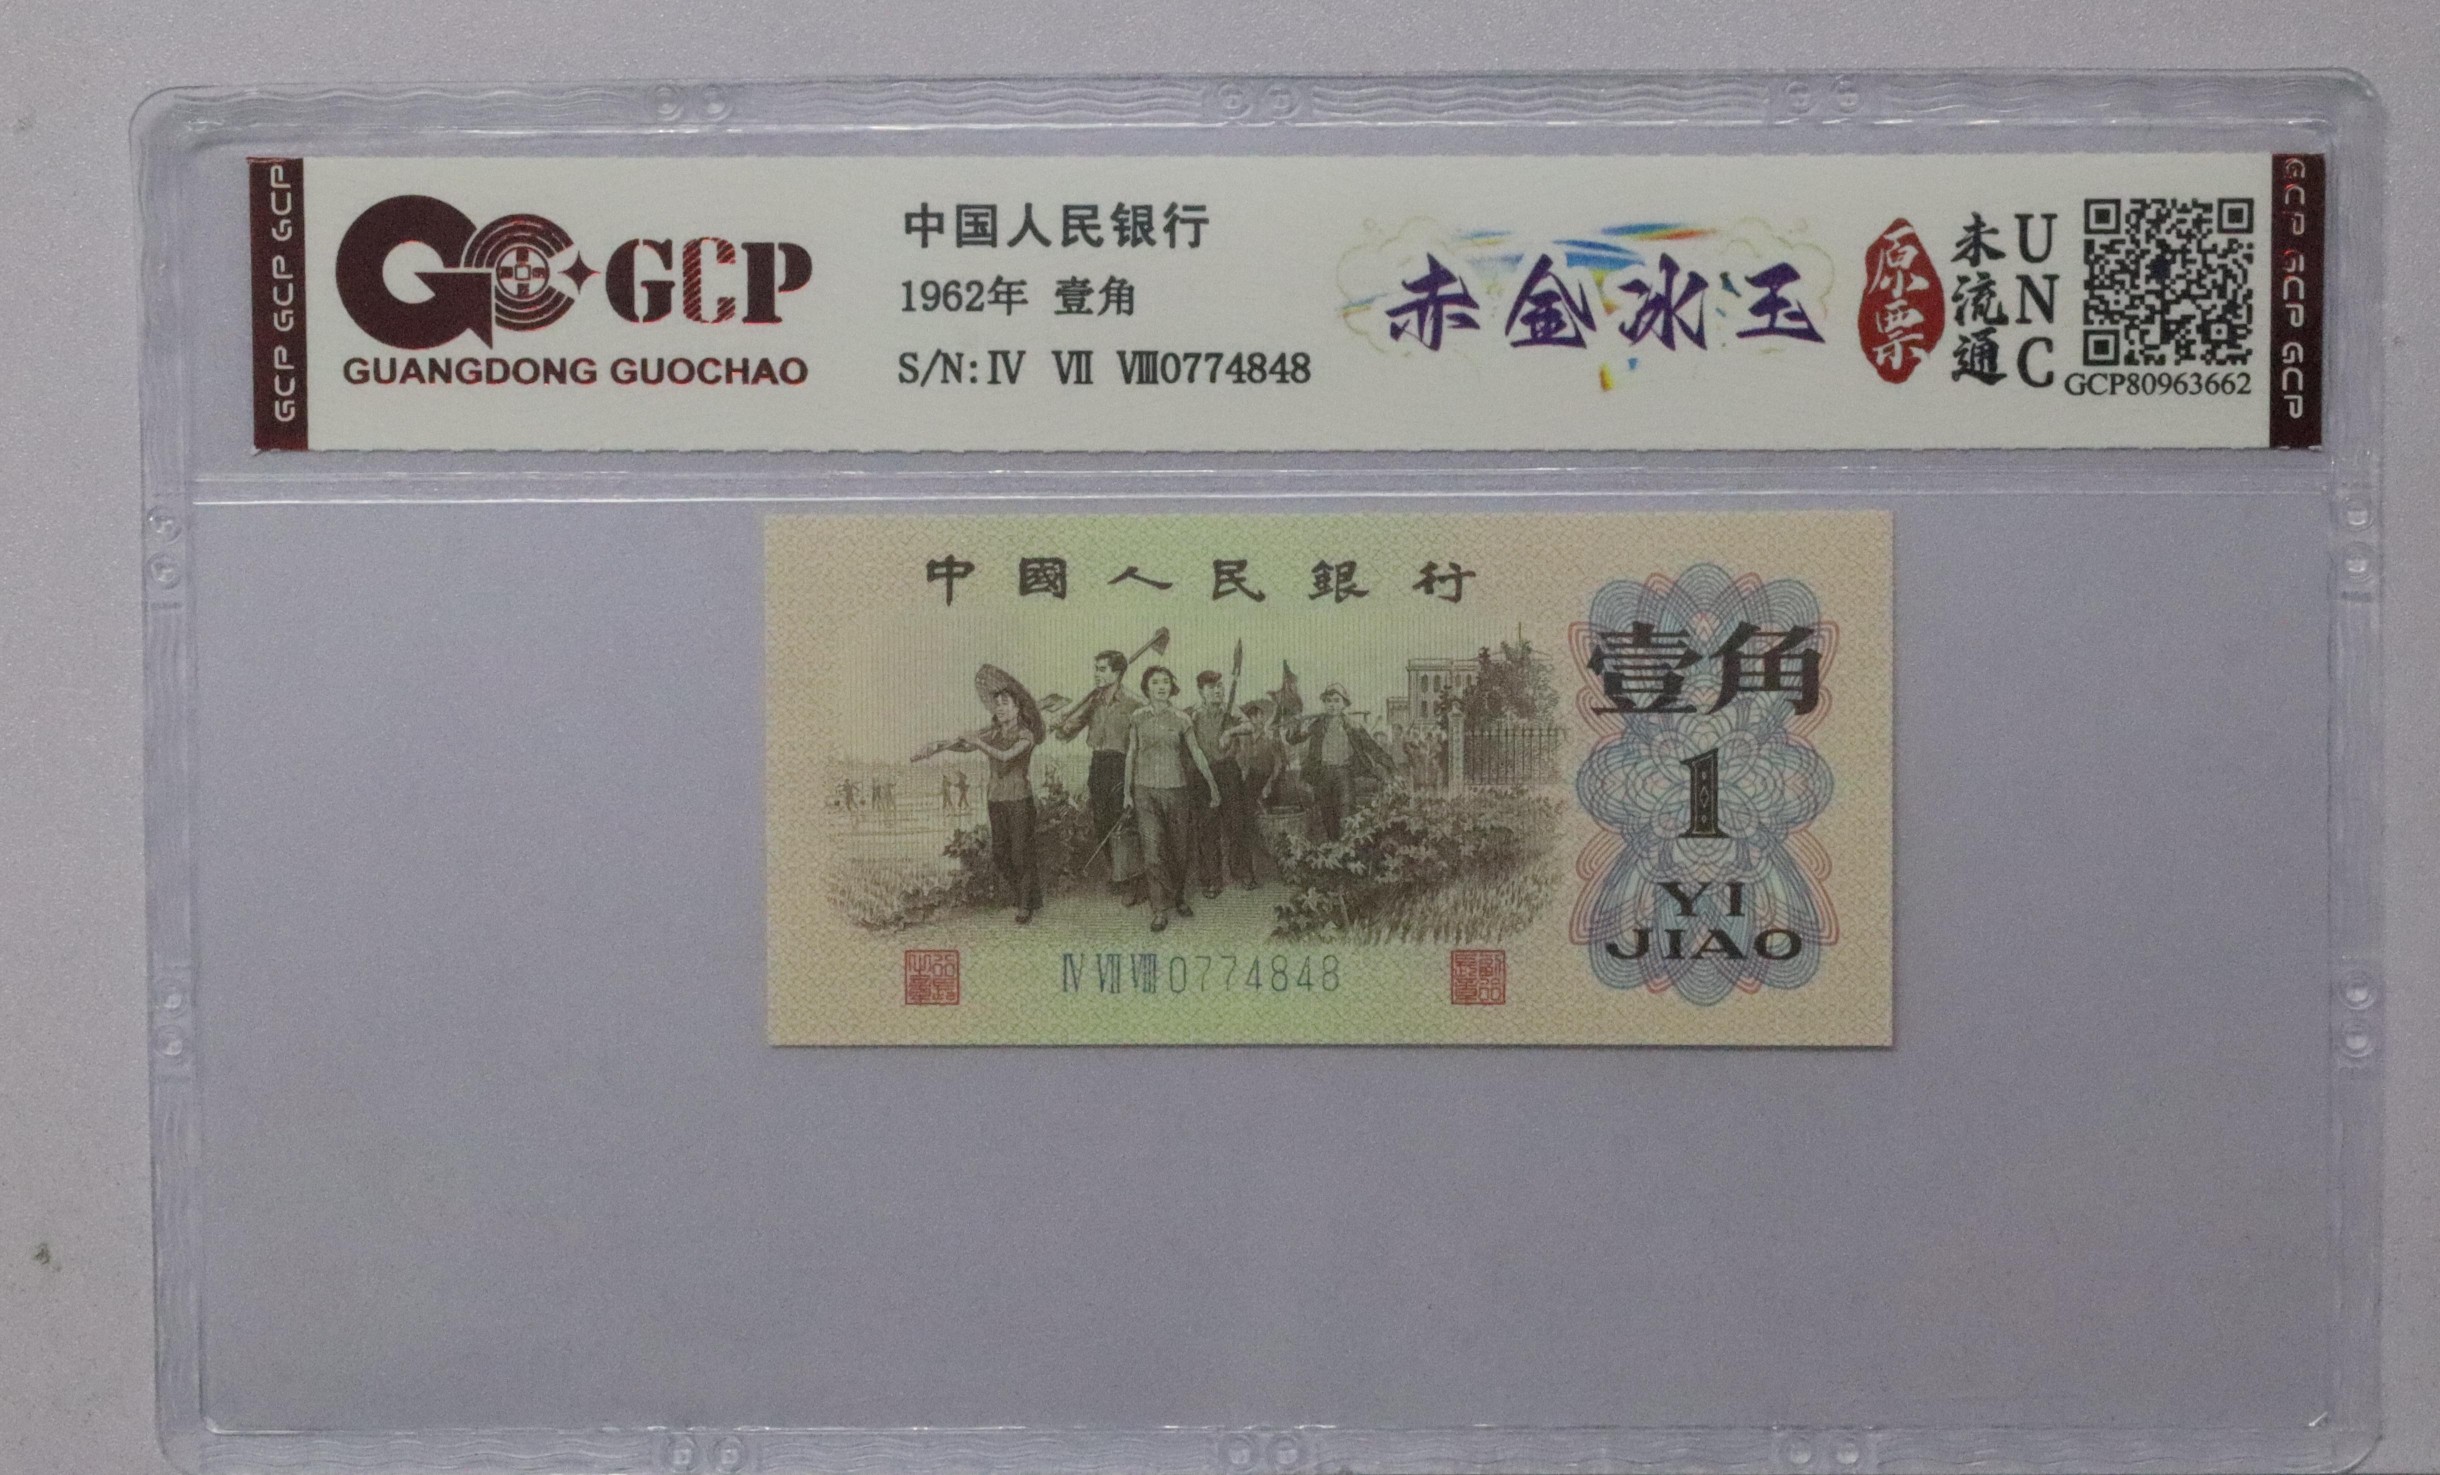 GCP GCP GCP
GCP
GUANGDONG GUOCHAO
中国人民银行
1962年 壹角
S/N: Ⅳ Ⅶ Ⅷ0774848
赤金冰玉
原票
未流通
UNC
GCP80963662
GCP GCP GCP
中國人民銀行
壹角
1
YI
JIAO
Ⅳ Ⅶ Ⅷ 0774848